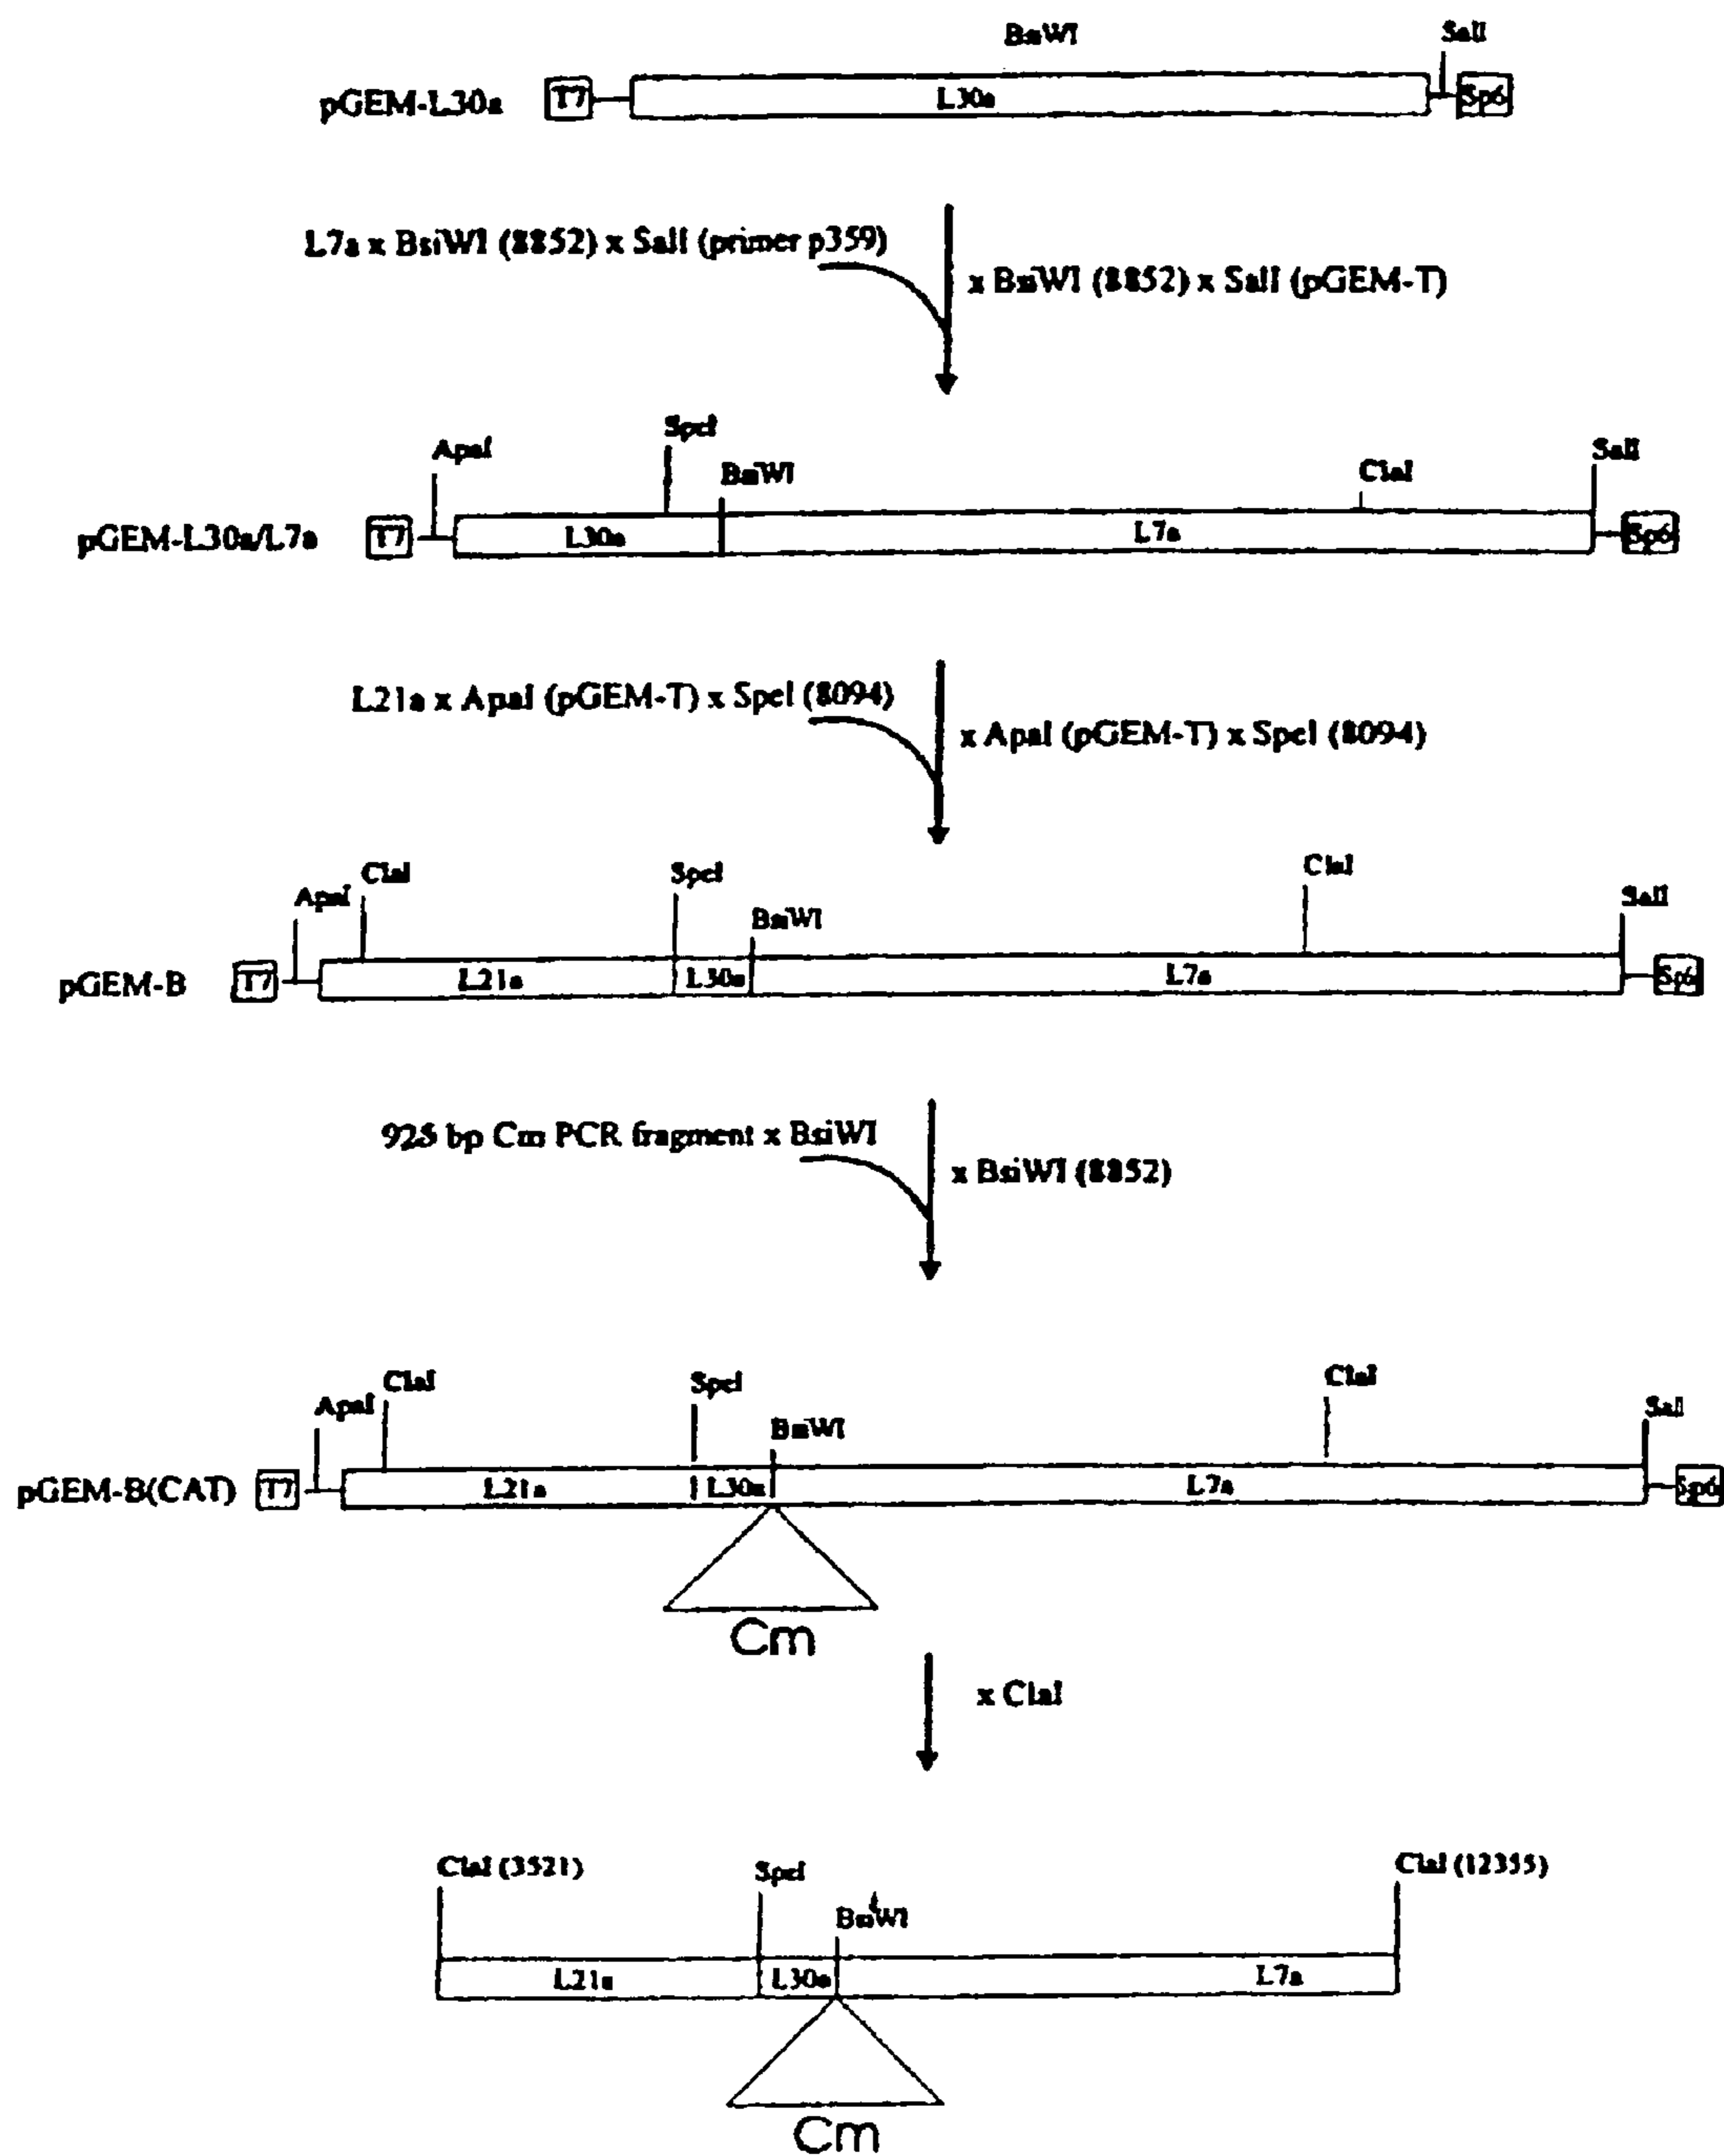 BsiWI SalI
pGEM-L30a T7 L30a Sp6
L7a x BsiWI (8852) x SalI (primer p359)
x BsiWI (8852) x SalI (pGEM-T)
ApaI SpeI BsiWI ClaI SalI
pGEM-L30a/L7a T7 L30a L7a Sp6
L21a x ApaI (pGEM-T) x SpeI (8094)
x ApaI (pGEM-T) x SpeI (8094)
ApaI ClaI SpeI BsiWI ClaI SalI
pGEM-B T7 L21a L30a L7a Sp6
925 bp Cm PCR fragment x BsiWI
x BsiWI (8852)
ApaI ClaI SpeI BsiWI ClaI SalI
pGEM-B(CAT) T7 L21a L30a L7a Sp6
Cm
x ClaI
ClaI (3521) SpeI BsiWI ClaI (12355)
L21a L30a L7a
Cm